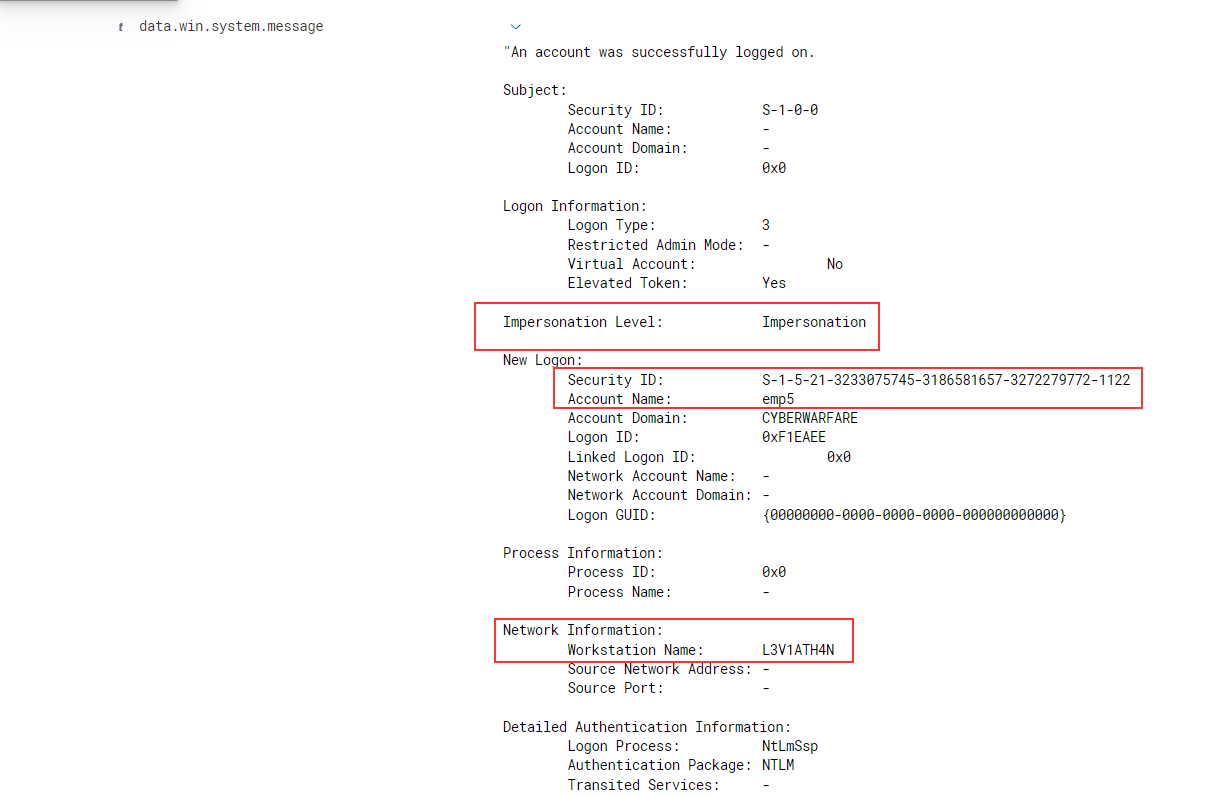 t data.win.system.message
"An account was successfully logged on.
Subject:
Security ID: S-1-0-0
Account Name: -
Account Domain: -
Logon ID: 0x0
Logon Information:
Logon Type: 3
Restricted Admin Mode: -
Virtual Account: No
Elevated Token: Yes
Impersonation Level: Impersonation
New Logon:
Security ID: S-1-5-21-3233075745-3186581657-3272279772-1122
Account Name: emp5
Account Domain: CYBERWARFARE
Logon ID: 0xF1EAEE
Linked Logon ID: 0x0
Network Account Name: -
Network Account Domain: -
Logon GUID: {00000000-0000-0000-0000-000000000000}
Process Information:
Process ID: 0x0
Process Name: -
Network Information:
Workstation Name: L3V1ATH4N
Source Network Address: -
Source Port: -
Detailed Authentication Information:
Logon Process: NtLmSsp
Authentication Package: NTLM
Transited Services: -